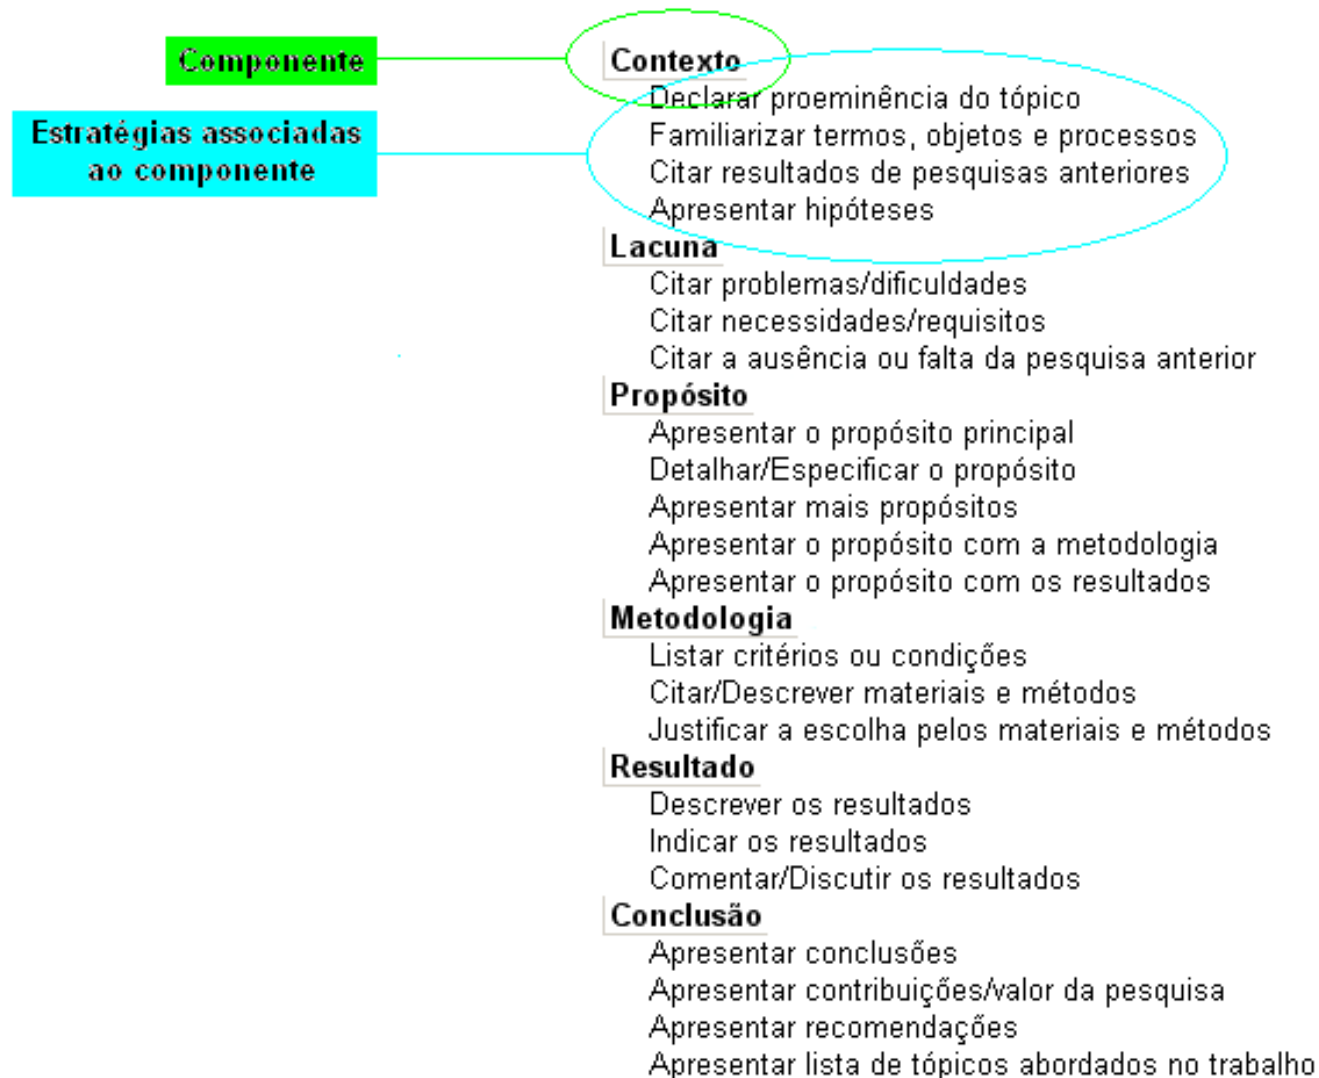 Componente
Estratégias associadas
ao componente
Contexto
Declarar proeminência do tópico
Familiarizar termos, objetos e processos
Citar resultados de pesquisas anteriores
Apresentar hipóteses
Lacuna
Citar problemas/dificuldades
Citar necessidades/requisitos
Citar a ausência ou falta da pesquisa anterior
Propósito
Apresentar o propósito principal
Detalhar/Especificar o propósito
Apresentar mais propósitos
Apresentar o propósito com a metodologia
Apresentar o propósito com os resultados
Metodologia
Listar critérios ou condições
Citar/Descrever materiais e métodos
Justificar a escolha pelos materiais e métodos
Resultado
Descrever os resultados
Indicar os resultados
Comentar/Discutir os resultados
Conclusão
Apresentar conclusões
Apresentar contribuições/valor da pesquisa
Apresentar recomendações
Apresentar lista de tópicos abordados no trabalho